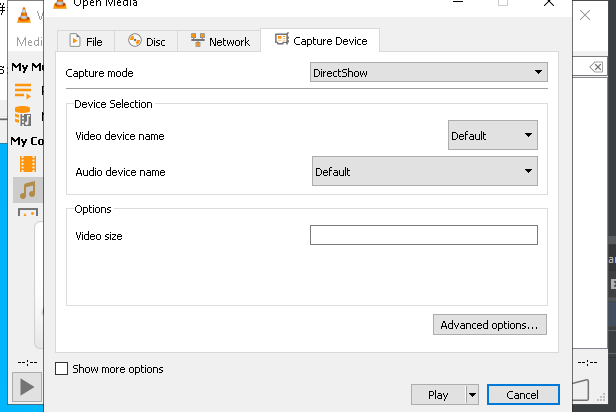 Open Media
File
Disc
Network
Capture Device
Medi
My Mu
My Co
Capture mode
DirectShow
Device Selection
Video device name
Default
Audio device name
Default
Options
Video size
Advanced options...
Show more options
--:--
--:--
Play
Cancel